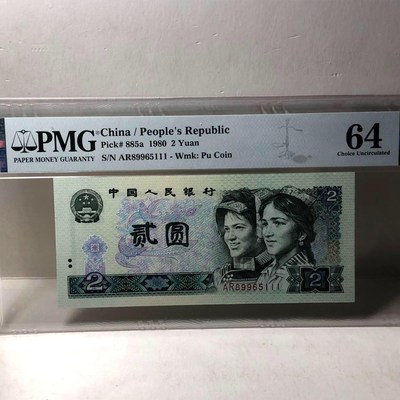 PMG
PAPER MONEY GUARANTY
China / People's Republic
Pick# 885a 1980 2 Yuan
S/N AR89965111 - Wmk: Pu Coin
64
Choice Uncirculated
中国人民银行
2
贰圆
2
2
AR89965111